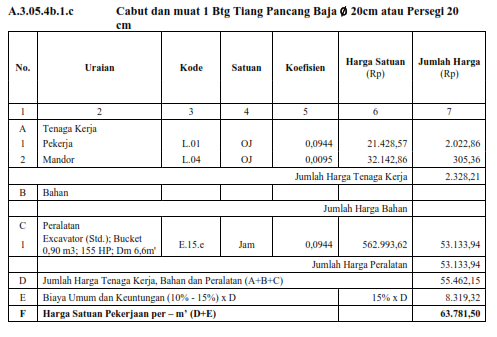 A.3.05.4b.1.c Cabut dan muat 1 Btg Tiang Pancang Baja Ø 20cm atau Persegi 20
cm
No. Uraian Kode Satuan Koefisien Harga Satuan (Rp) Jumlah Harga (Rp)
1 2 3 4 5 6 7
A Tenaga Kerja
1 Pekerja L.01 OJ 0,0944 21.428,57 2.022,86
2 Mandor L.04 OJ 0,0095 32.142,86 305,36
Jumlah Harga Tenaga Kerja 2.328,21
B Bahan
Jumlah Harga Bahan
C Peralatan
1 Excavator (Std.); Bucket
0,90 m3; 155 HP; Dm 6,6m' E.15.e Jam 0,0944 562.993,62 53.133,94
Jumlah Harga Peralatan 53.133,94
D Jumlah Harga Tenaga Kerja, Bahan dan Peralatan (A+B+C) 55.462,15
E Biaya Umum dan Keuntungan (10% - 15%) x D 15% x D 8.319,32
F Harga Satuan Pekerjaan per – m' (D+E) 63.781,50